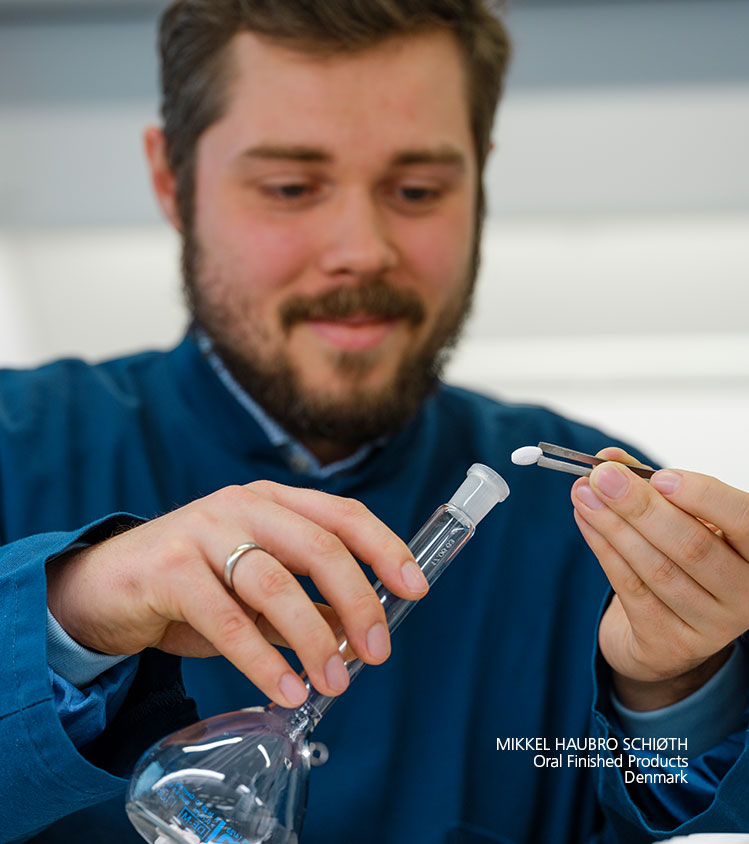 MIKKEL HAUBRO SCHIØTH
Oral Finished Products
Denmark